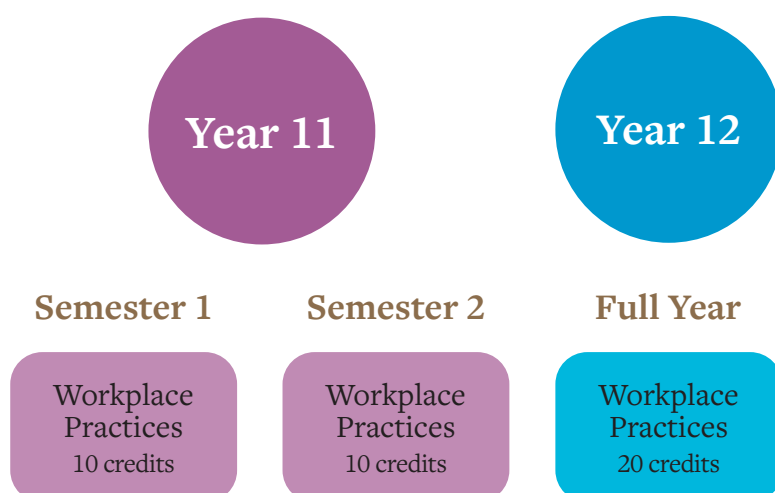 Year 11
Year 12
Semester 1
Semester 2
Full Year
Workplace
Practices
10 credits
Workplace
Practices
10 credits
Workplace
Practices
20 credits